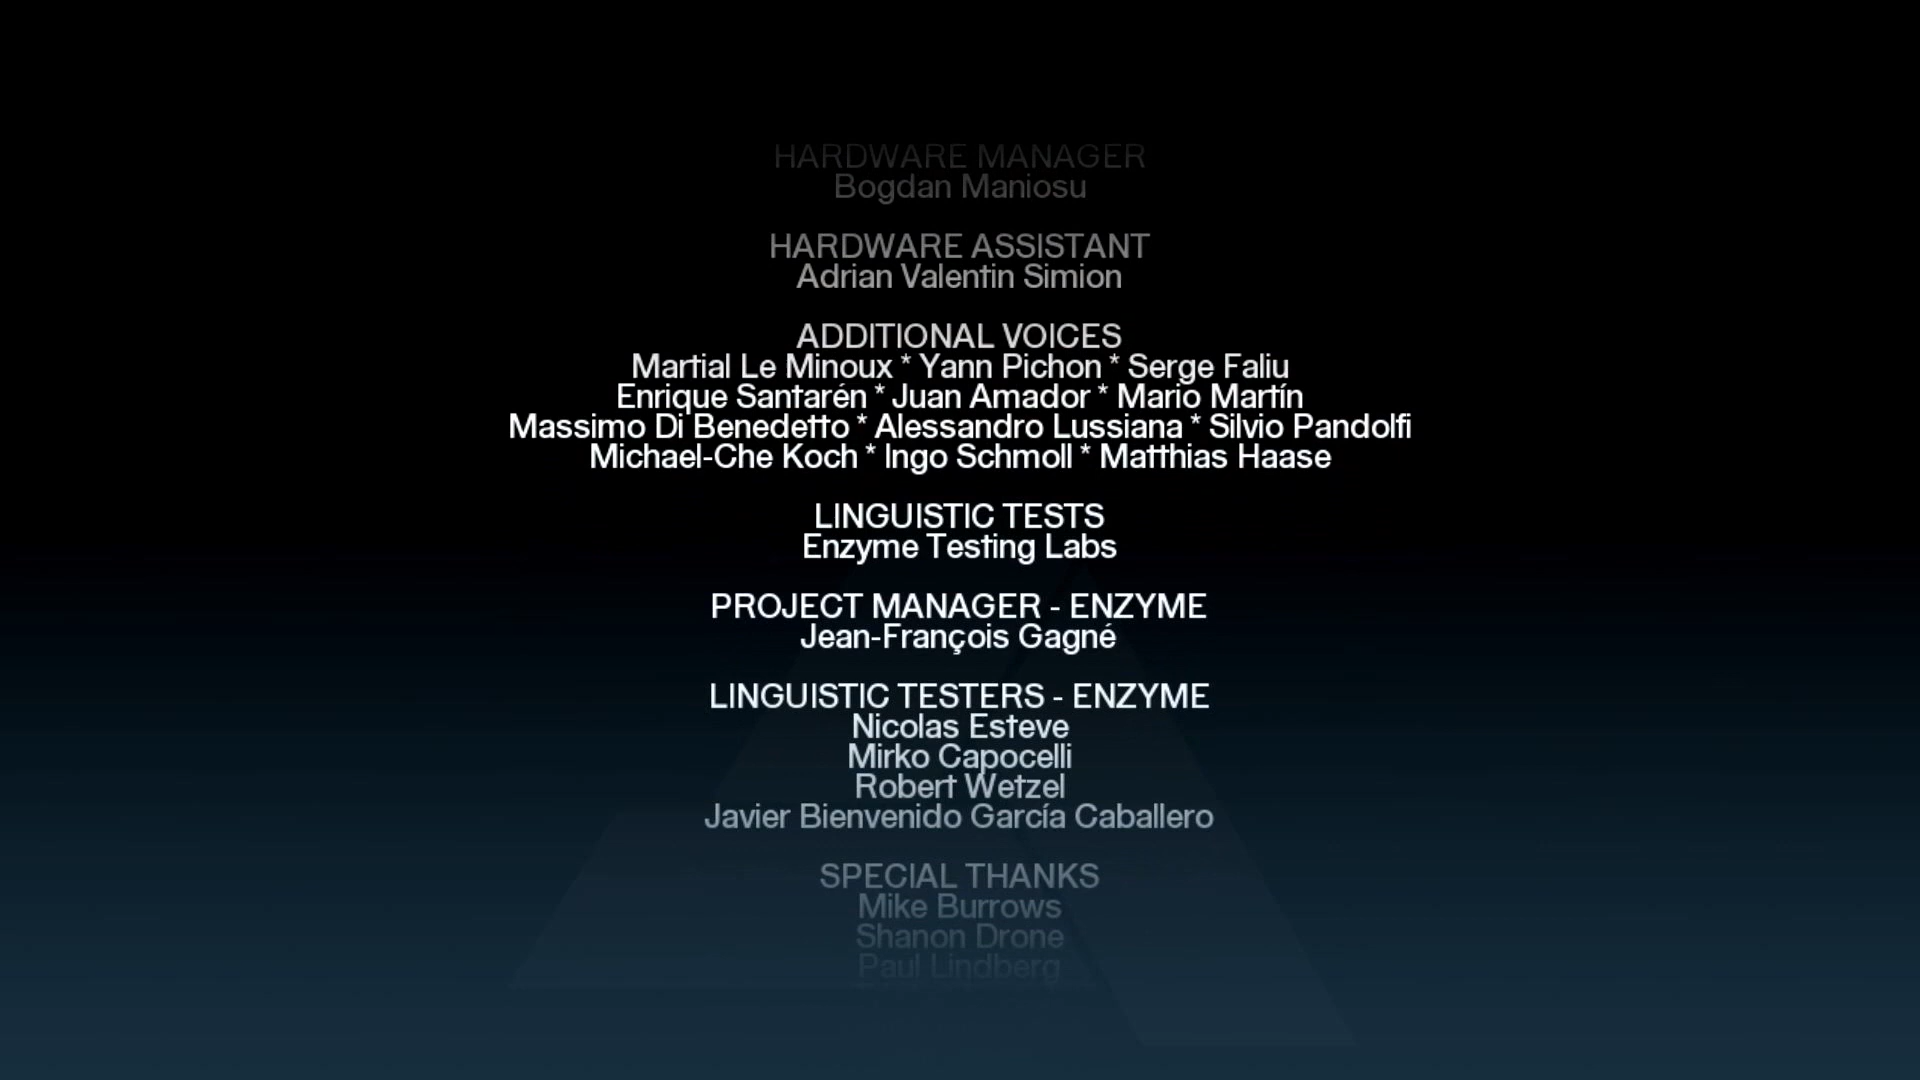 HARDWARE MANAGER
Bogdan Maniosu
HARDWARE ASSISTANT
Adrian Valentin Simion
ADDITIONAL VOICES
Martial Le Minoux * Yann Pichon * Serge Faliu
Enrique Santarén * Juan Amador * Mario Martín
Massimo Di Benedetto * Alessandro Lussiana * Silvio Pandolfi
Michael-Che Koch * Ingo Schmoll * Matthias Haase
LINGUISTIC TESTS
Enzyme Testing Labs
PROJECT MANAGER - ENZYME
Jean-François Gagné
LINGUISTIC TESTERS - ENZYME
Nicolas Esteve
Mirko Capocelli
Robert Wetzel
Javier Bienvenido García Caballero
SPECIAL THANKS
Mike Burrows
Shanon Drone
Paul Lindberg